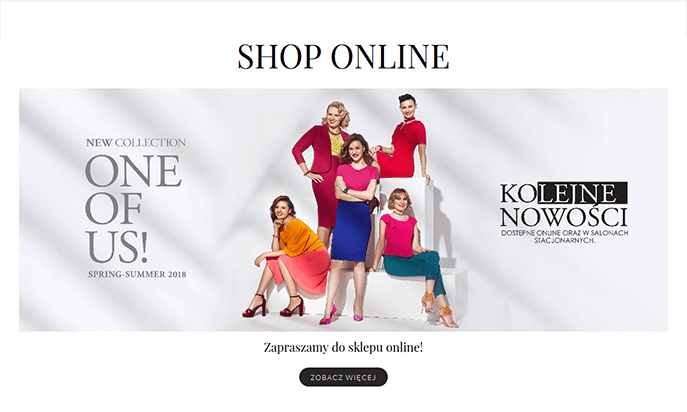 SHOP ONLINE
NEW COLLECTION
ONE
OF
US!
SPRING-SUMMER 2018
KOLEJNE
NOWOŚCI
DOSTĘPNE ONLINE ORAZ W SALONACH
STACJONARNYCH.
Zapraszamy do sklepu online!
ZOBACZ WIĘCEJ